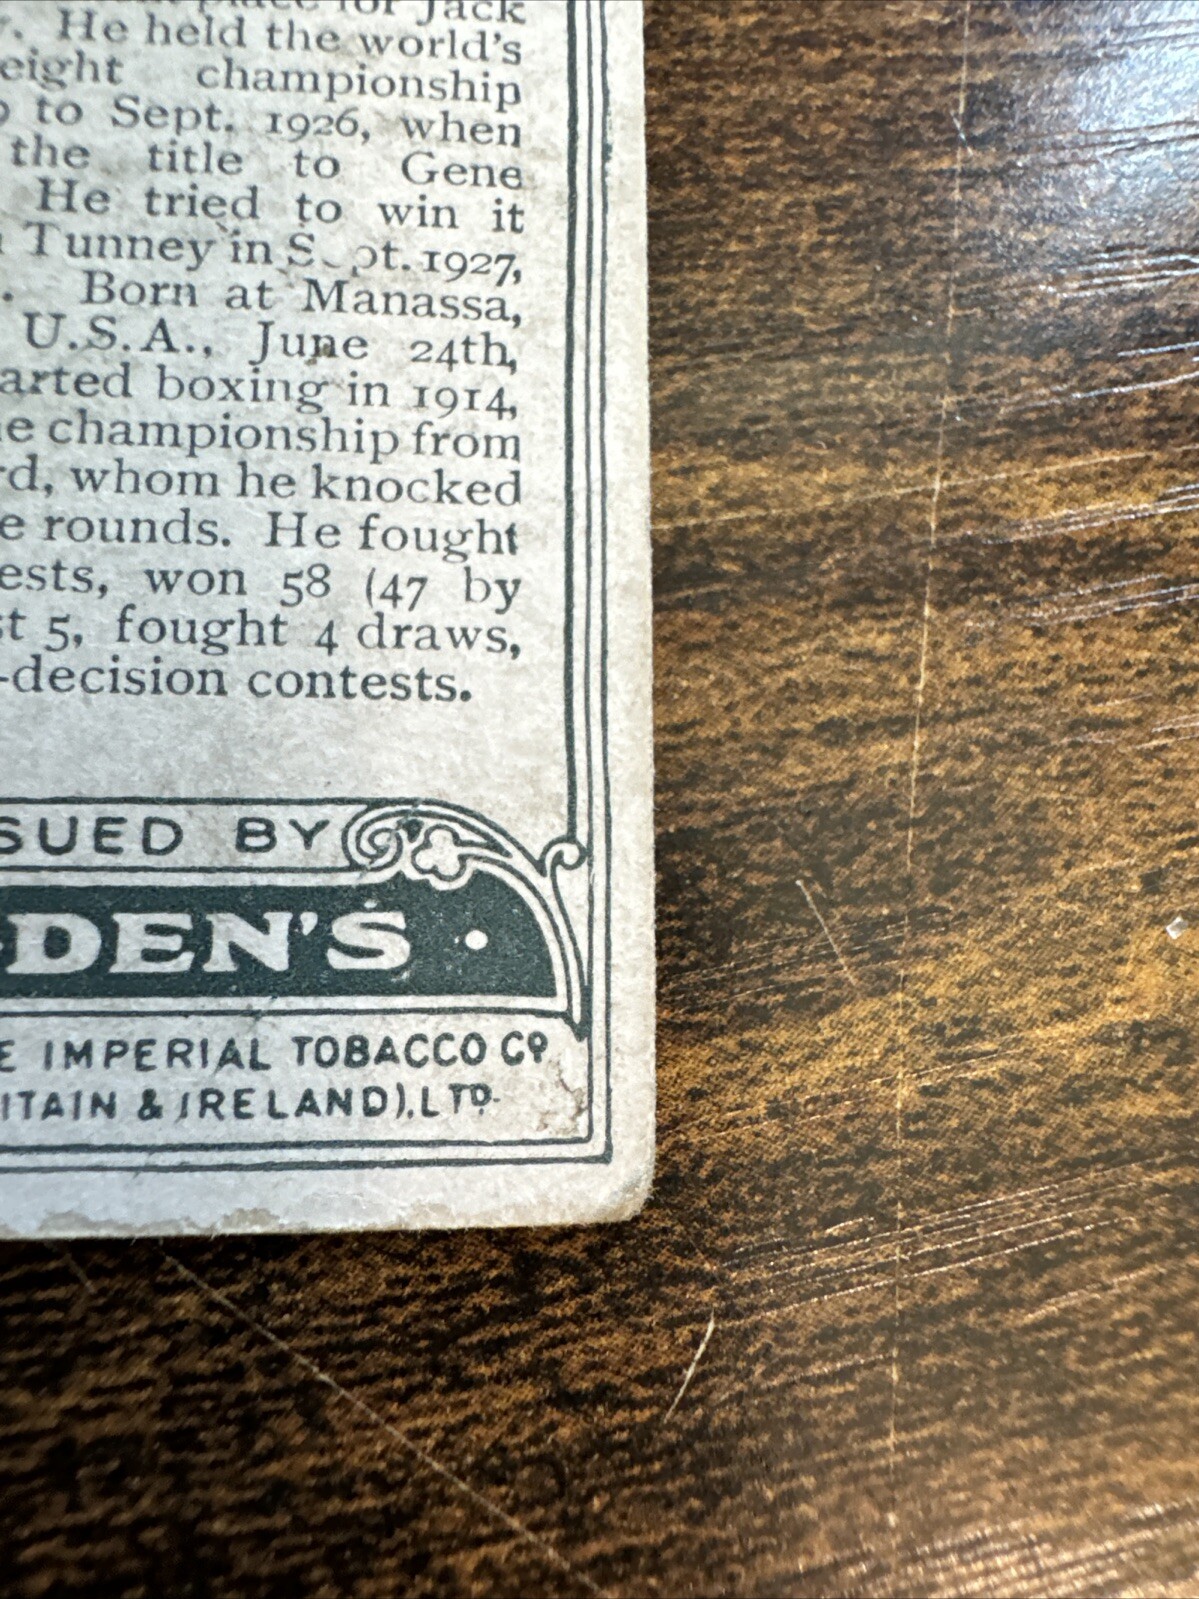 place for Jack
. He held the world's
eight championship
to Sept. 1926, when
the title to Gene
He tried to win it
Tunney in S pt. 1927,
. Born at Manassa,
U.S.A., June 24th,
arted boxing in 1914,
e championship from
rd, whom he knocked
e rounds. He fought
ests, won 58 (47 by
st 5, fought 4 draws,
-decision contests.
SUED BY
DEN'S
E IMPERIAL TOBACCO Co
ITAIN & IRELAND), LTD.